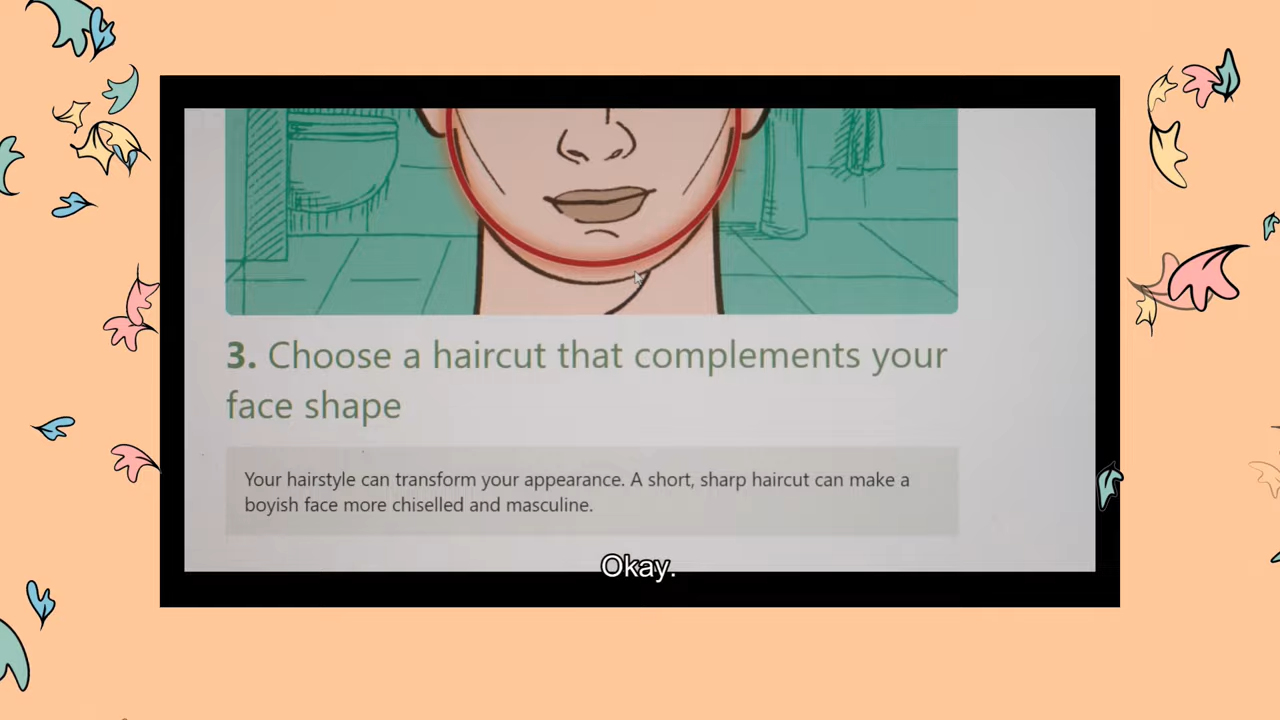 3. Choose a haircut that complements your
face shape
Your hairstyle can transform your appearance. A short, sharp haircut can make a
boyish face more chiselled and masculine.
Okay.